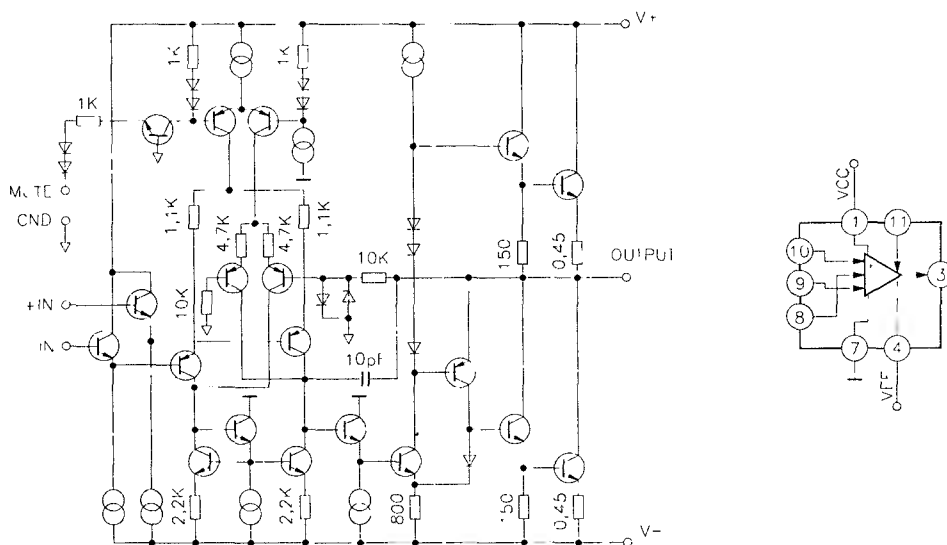 V+
1K
1K
1K
MUTE
GND
1,1K
4,7K
4,7K
1,1K
10K
10K
150
0,45
OUTPUT
+IN
IN
10pF
2,2K
2,2K
800
150
0,45
V-
VCC
1
11
10
9
8
3
7
4
VEE